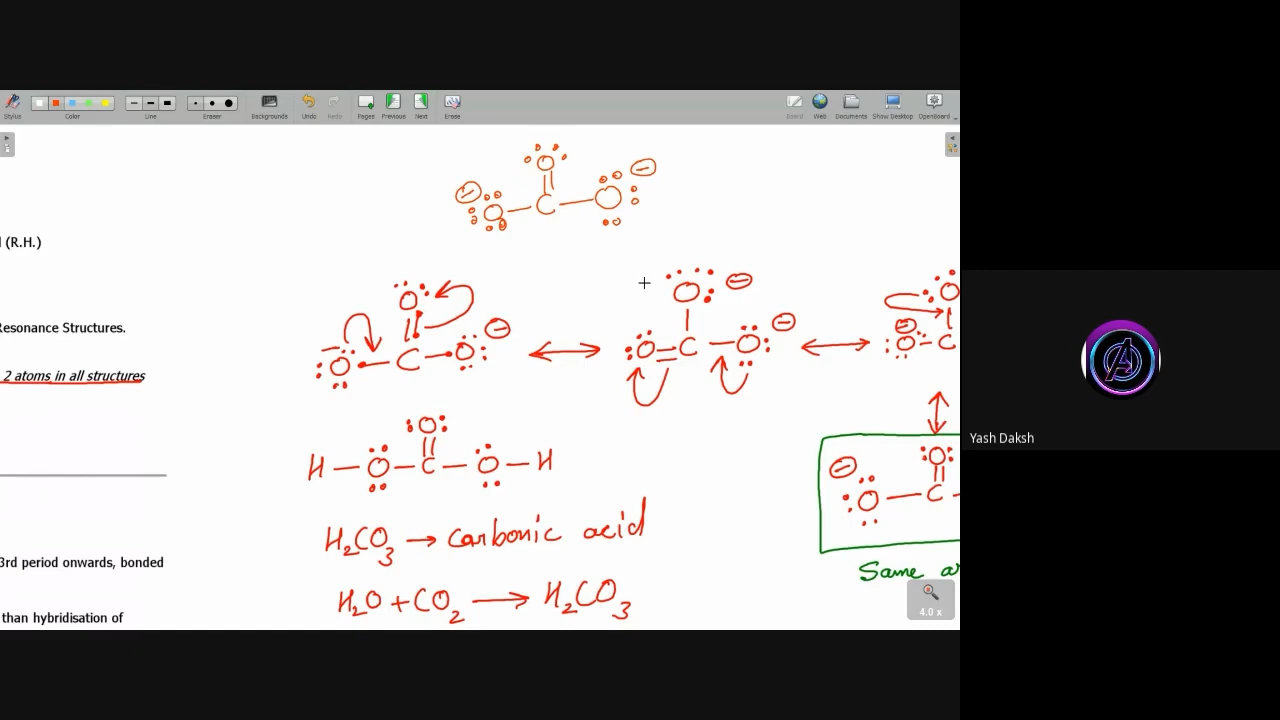 Stylus Color Line Eraser Backgrounds Undo Redo Pages Previous Next Erase Board Web Documents Show Desktop OpenBoard
(R.H.)
Resonance Structures.
2 atoms in all structures
3rd period onwards, bonded
than hybridisation of
O
O C O
O
O C O
O
O C O
O
O C
O
H O C O H
O
O C
H2CO3 → carbonic acid
H2O + CO2 → H2CO3
Same
4.0 x
Yash Daksh